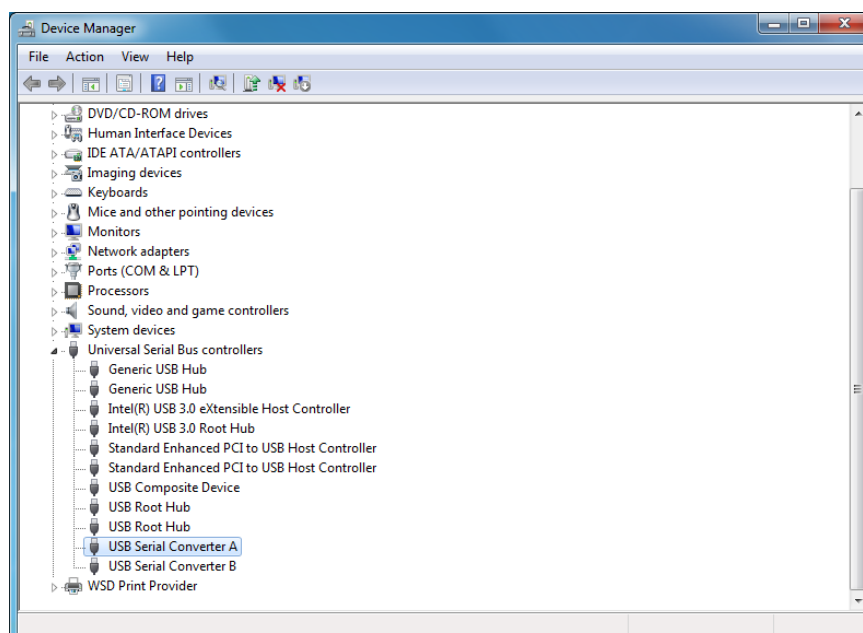 Device Manager
File Action View Help
DVD/CD-ROM drives
Human Interface Devices
IDE ATA/ATAPI controllers
Imaging devices
Keyboards
Mice and other pointing devices
Monitors
Network adapters
Ports (COM & LPT)
Processors
Sound, video and game controllers
System devices
Universal Serial Bus controllers
Generic USB Hub
Generic USB Hub
Intel(R) USB 3.0 eXtensible Host Controller
Intel(R) USB 3.0 Root Hub
Standard Enhanced PCI to USB Host Controller
Standard Enhanced PCI to USB Host Controller
USB Composite Device
USB Root Hub
USB Root Hub
USB Serial Converter A
USB Serial Converter B
WSD Print Provider